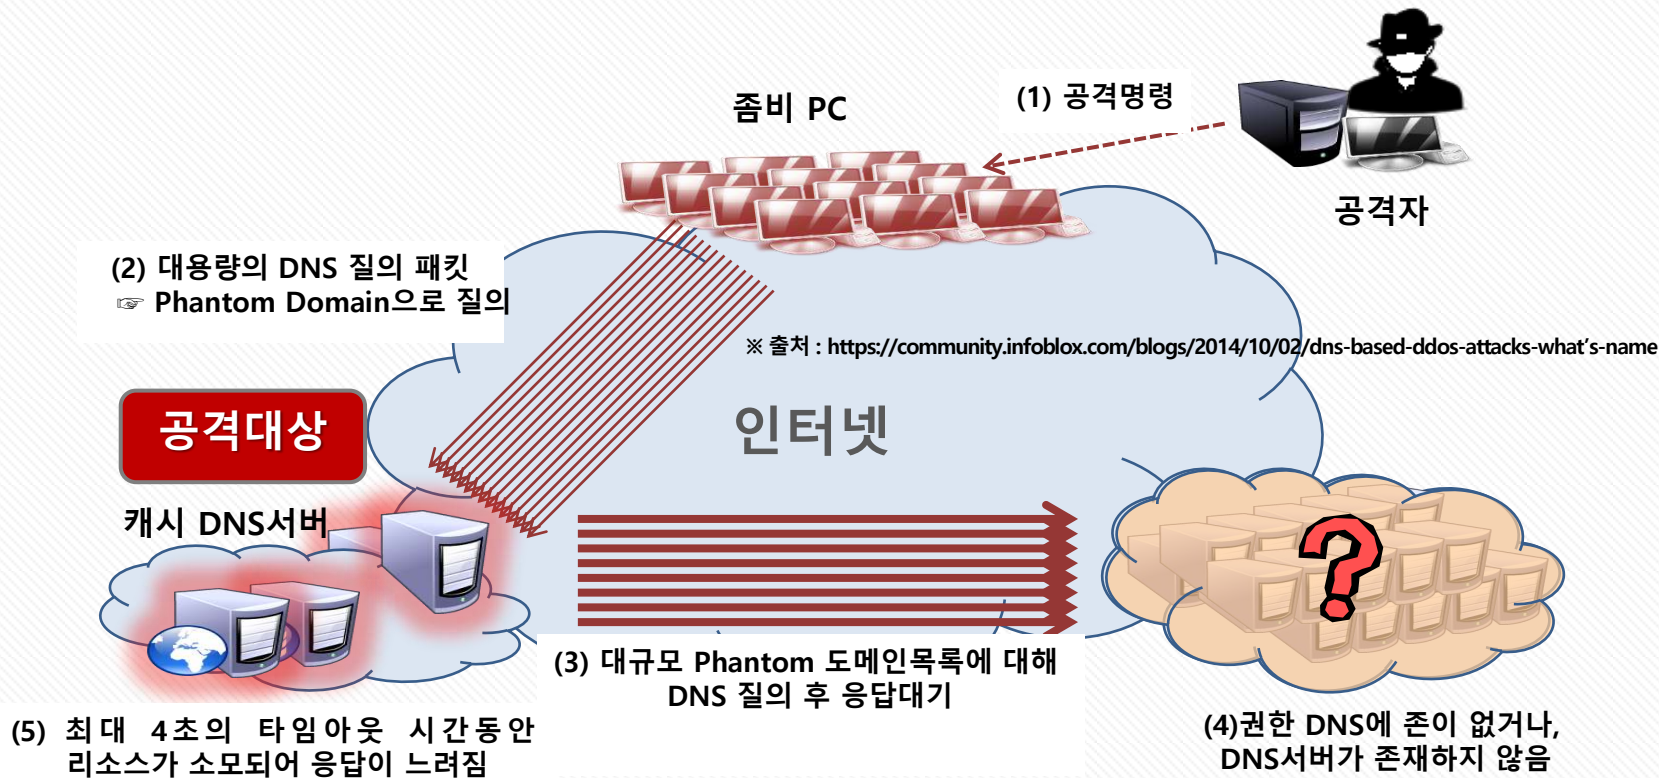 (1) 공격명령
좀비 PC
공격자
(2) 대용량의 DNS 질의 패킷
☞ Phantom Domain으로 질의
※ 출처 : https://community.infoblox.com/blogs/2014/10/02/dns-based-ddos-attacks-what's-name
공격대상
인터넷
캐시 DNS서버
?
(3) 대규모 Phantom 도메인목록에 대해
DNS 질의 후 응답대기
(4)권한 DNS에 존이 없거나,
DNS서버가 존재하지 않음
(5) 최대 4초의 타임아웃 시간동안
리소스가 소모되어 응답이 느려짐